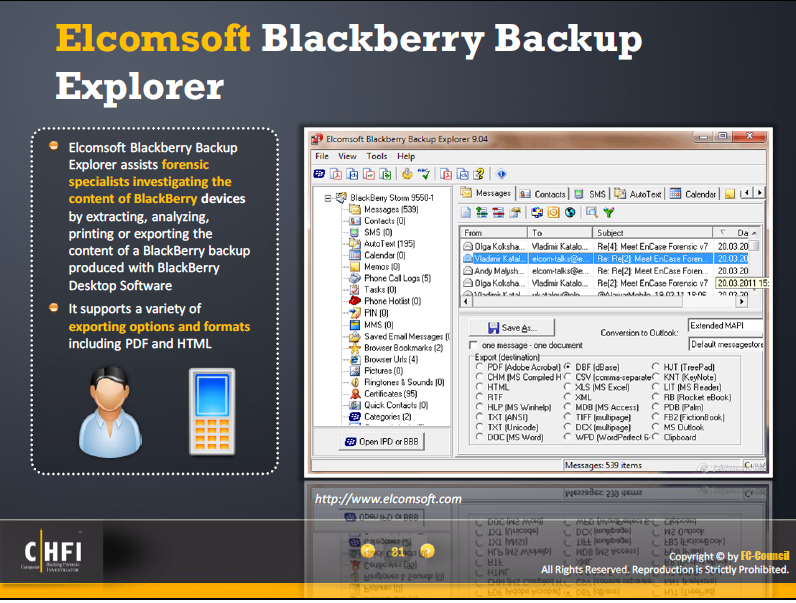 Elcomsoft Blackberry Backup
Explorer
Elcomsoft Blackberry Backup
Explorer assists forensic
specialists investigating the
content of BlackBerry devices
by extracting, analyzing,
printing or exporting the
content of a BlackBerry backup
produced with BlackBerry
Desktop Software
It supports a variety of
exporting options and formats
including PDF and HTML
Elcomsoft Blackberry Backup Explorer 9.04
File View Tools Help
BlackBerry Storm 9550-1
Messages (539)
Contacts (0)
SMS (0)
AutoText (195)
Calendar (0)
Memos (0)
Phone Call Logs (5)
Tasks (0)
Phone Hotlist (0)
PIN (0)
MMS (0)
Saved Email Messages (
Browser Bookmarks (2)
Browser Urls (4)
Pictures (0)
Ringtones & Sounds (0)
Certificates (95)
Quick Contacts (0)
Categories (2)
Open IPD or BBB
Messages Contacts SMS AutoText Calendar
From To Subject Da
Olga Koksha... Vladimir Katalo... Re[4]: Meet EnCase Forensic v7 20.03.20
Vladimir Katal... elcom-talks@e... Re: Re[2]: Meet EnCase Foren... 20.03.20
Andy Malysh... elcom-talks@e... Re: Re[2]: Meet EnCase Foren... 20.03.20
Olga Koksha... Vladimir Katalo... Re[2]: Meet EnCase Forensic v7 20.03.2011 15:
Save As...
Conversion to Outlook:
Extended MAPI
one message - one document
Default messagestore
Export (destination)
PDF (Adobe Acrobat) DBF (dBase) HJT (TreePad)
CHM (MS Compiled H CSV (comma-separate KNT (KeyNote)
HTML XLS (MS Excel) LIT (MS Reader)
RTF XML RB (Rocket eBook)
HLP (MS Winhelp) MDB (MS Access) PDB (Palm)
TXT (ANSI) TIFF (multipage) FB2 (FictionBook)
TXT (Unicode) DCX (multipage) MS Outlook
DOC (MS Word) WPD (WordPerfect 5- Clipboard
Messages: 539 items
http://www.elcomsoft.com
CHFI
Computer Hacking Forensic
INVESTIGATOR
81
Copyright © by EC-Council
All Rights Reserved. Reproduction is Strictly Prohibited.